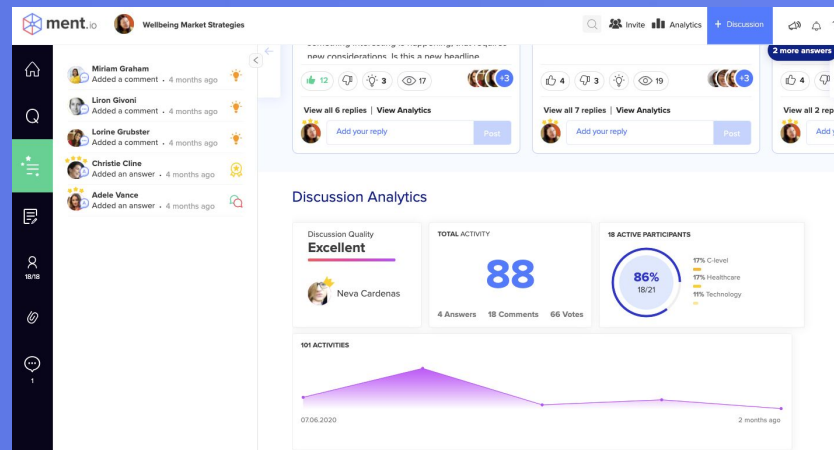 ment.io
Wellbeing Market Strategies
Invite
Analytics
+ Discussion
Miriam Graham
Added a comment • 4 months ago
Liron Givoni
Added a comment • 4 months ago
Lorine Grubster
Added a comment • 4 months ago
Christie Cline
Added an answer • 4 months ago
Adele Vance
Added an answer • 4 months ago
Q
18/18
1
new considerations. Is this a new headline
12
3
17
+3
View all 6 replies | View Analytics
Add your reply
Post
4
3
19
+3
View all 7 replies | View Analytics
Add your reply
Post
2 more answers
4
View all 2 rep
Add y
Discussion Analytics
Discussion Quality
Excellent
Neva Cardenas
TOTAL ACTIVITY
88
4 Answers 18 Comments 66 Votes
18 ACTIVE PARTICIPANTS
86%
18/21
17% C-level
17% Healthcare
11% Technology
101 ACTIVITIES
07.06.2020
2 months ago